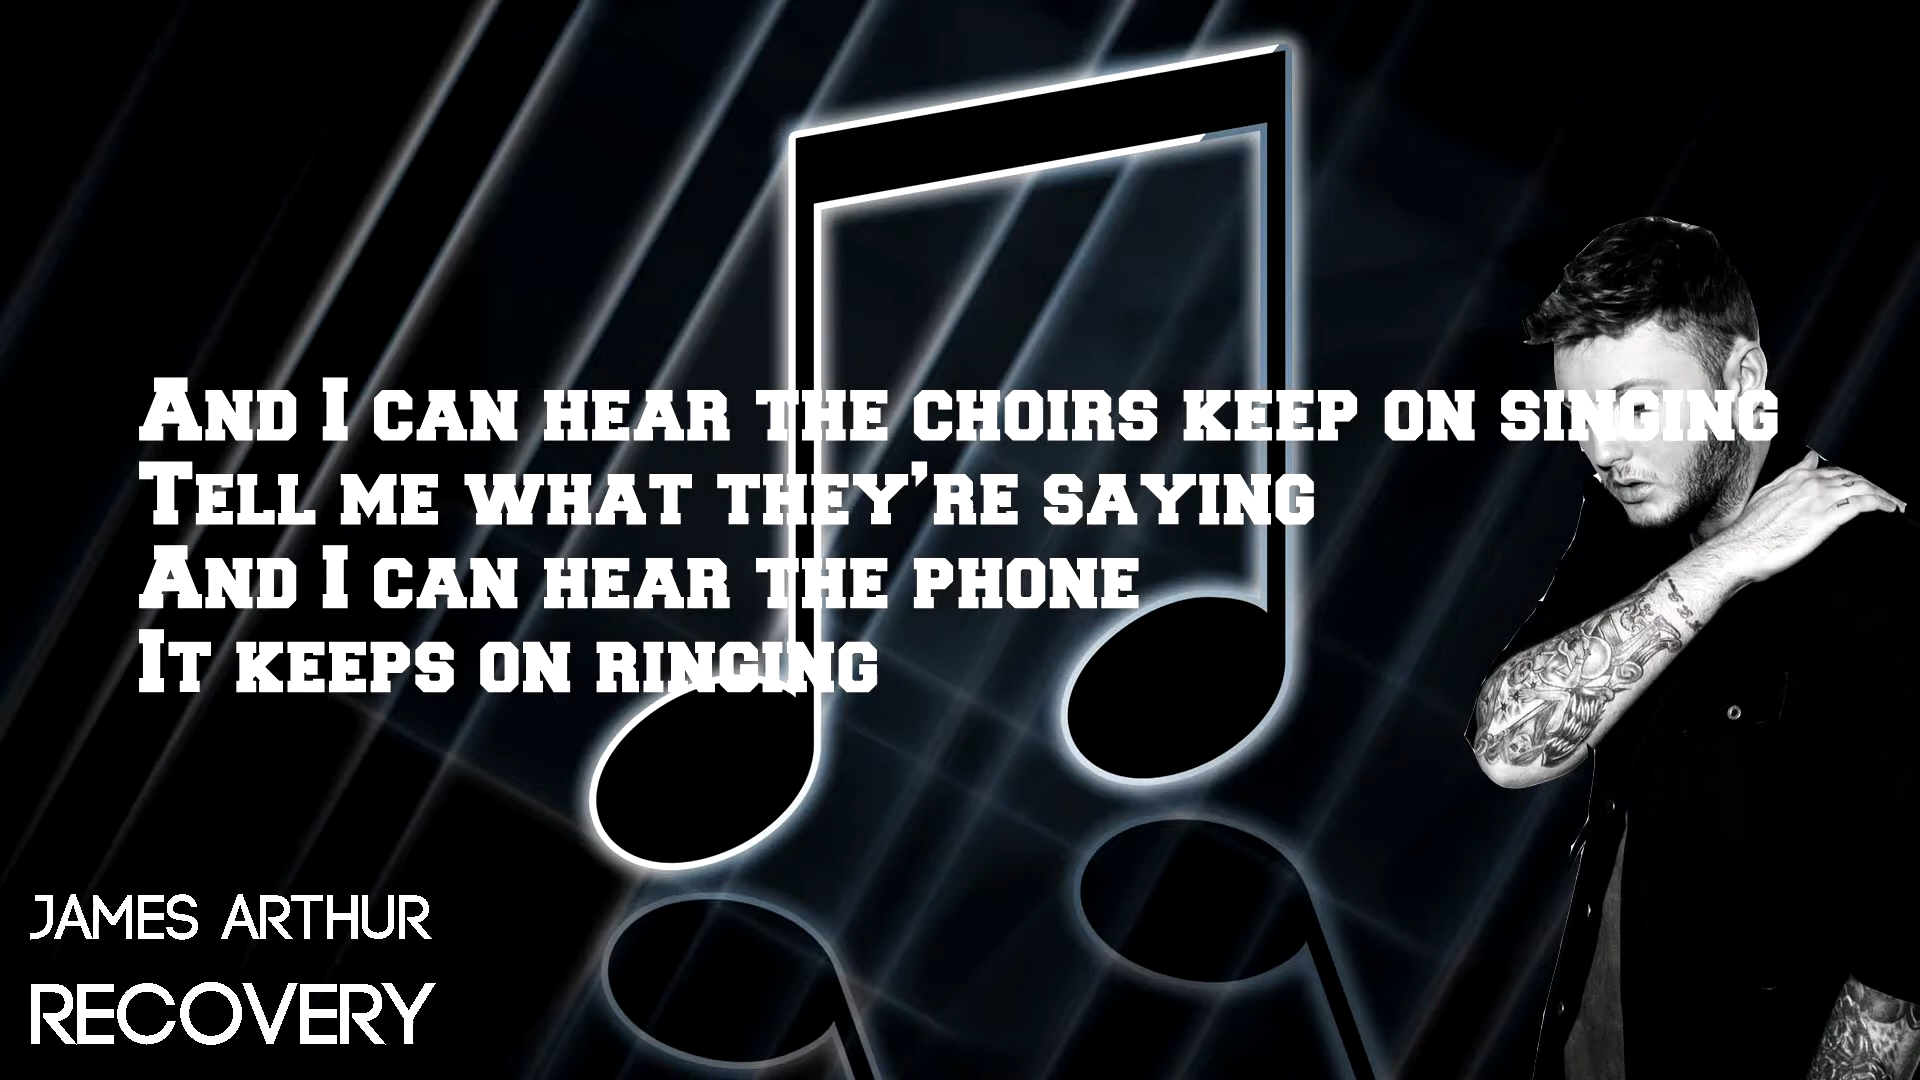 And I can hear the choirs keep on singing
Tell me what they're saying
And I can hear the phone
It keeps on ringing
JAMES ARTHUR
RECOVERY